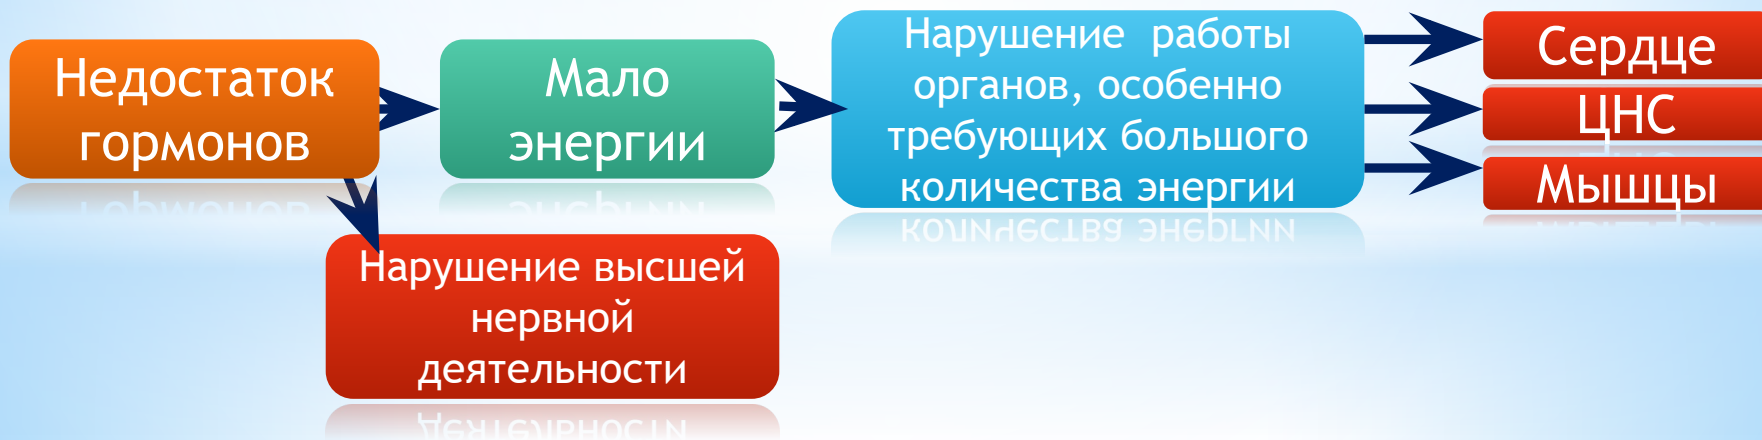 Недостаток
гормонов
Мало
энергии
Нарушение работы
органов, особенно
требующих большого
количества энергии
Сердце
ЦНС
Мышцы
Нарушение высшей
нервной
деятельности